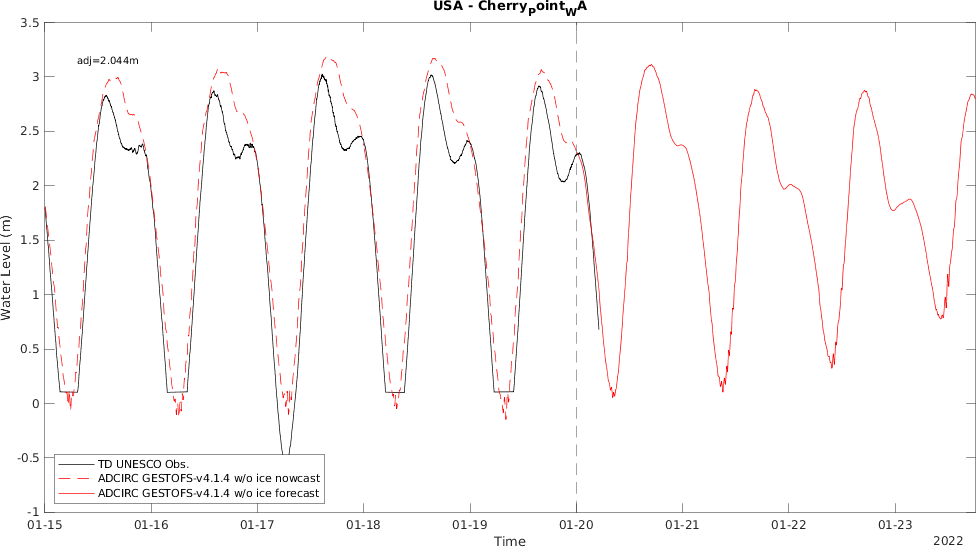 USA - Cherry_Point_WA
adj=2.044m
3.5
3
2.5
2
1.5
1
0.5
0
-0.5
-1
Water Level (m)
TD UNESCO Obs.
ADCIRC GESTOFS-v4.1.4 w/o ice nowcast
ADCIRC GESTOFS-v4.1.4 w/o ice forecast
01-15 01-16 01-17 01-18 01-19 01-20 01-21 01-22 01-23
Time
2022